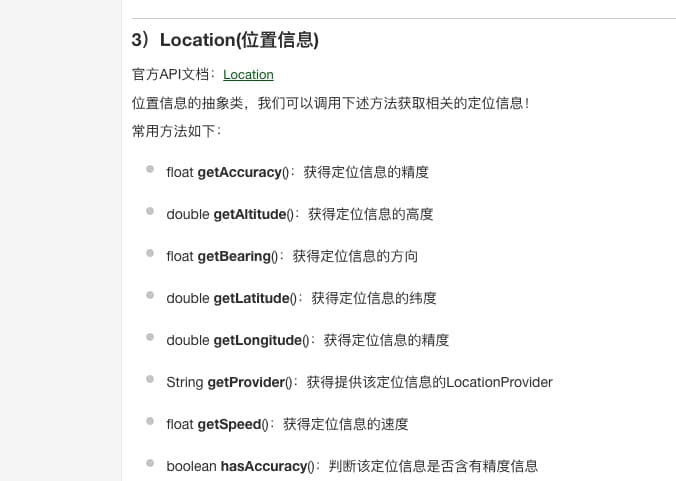 3）Location(位置信息)
官方API文档：Location
位置信息的抽象类，我们可以调用下述方法获取相关的定位信息！
常用方法如下：
float getAccuracy()：获得定位信息的精度
double getAltitude()：获得定位信息的高度
float getBearing()：获得定位信息的方向
double getLatitude()：获得定位信息的纬度
double getLongitude()：获得定位信息的精度
String getProvider()：获得提供该定位信息的LocationProvider
float getSpeed()：获得定位信息的速度
boolean hasAccuracy()：判断该定位信息是否含有精度信息